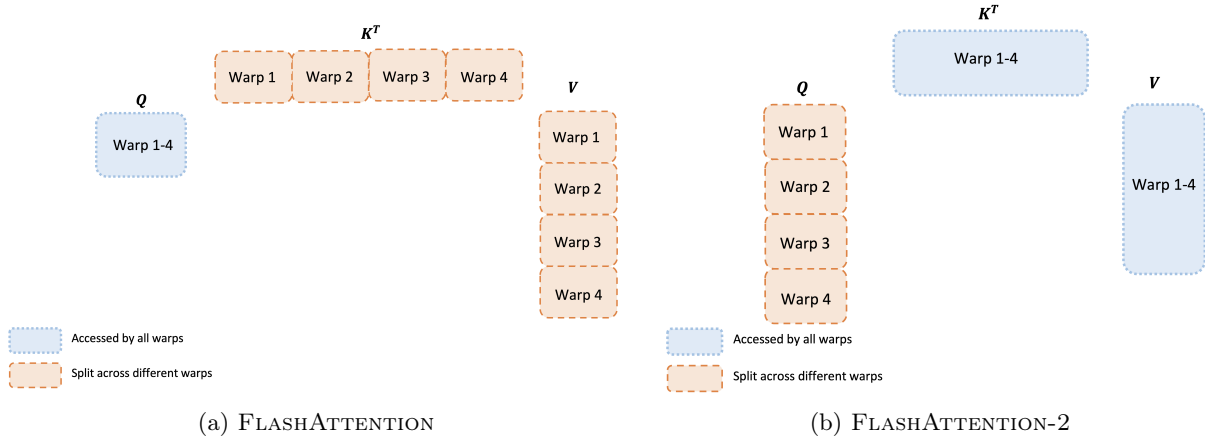 K^T
Warp 1 Warp 2 Warp 3 Warp 4
Q
Warp 1-4
V
Warp 1
Warp 2
Warp 3
Warp 4
Accessed by all warps
Split across different warps
(a) FLASHATTENTION
K^T
Warp 1-4
Q
Warp 1
Warp 2
Warp 3
Warp 4
V
Warp 1-4
Accessed by all warps
Split across different warps
(b) FLASHATTENTION-2